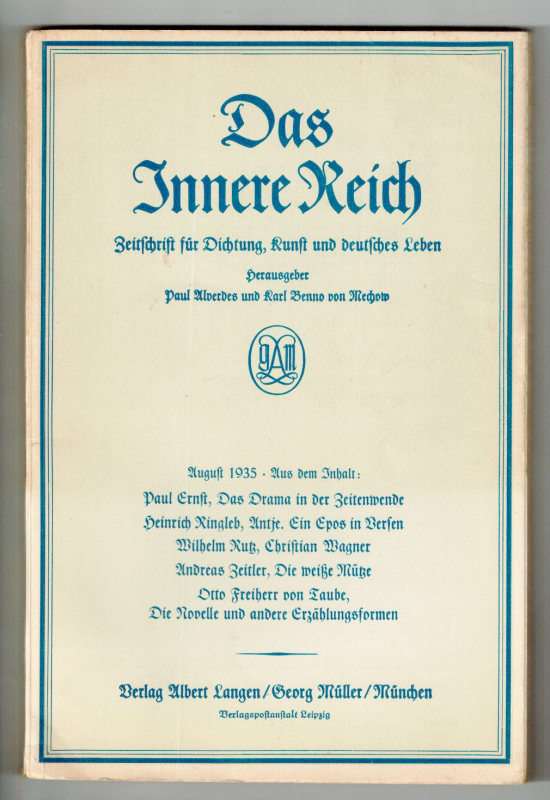 Das
Innere Reich
Zeitschrift für Dichtung, Kunst und deutsches Leben
Herausgeber
Paul Alverdes und Karl Benno von Mechow
gAm
August 1935 · Aus dem Inhalt:
Paul Ernst, Das Drama in der Zeitenwende
Heinrich Ringleb, Antje. Ein Epos in Versen
Wilhelm Rutz, Christian Wagner
Andreas Zeitler, Die weiße Mütze
Otto Freiherr von Taube,
Die Novelle und andere Erzählungsformen
Verlag Albert Langen/Georg Müller/München
Verlagspostanstalt Leipzig